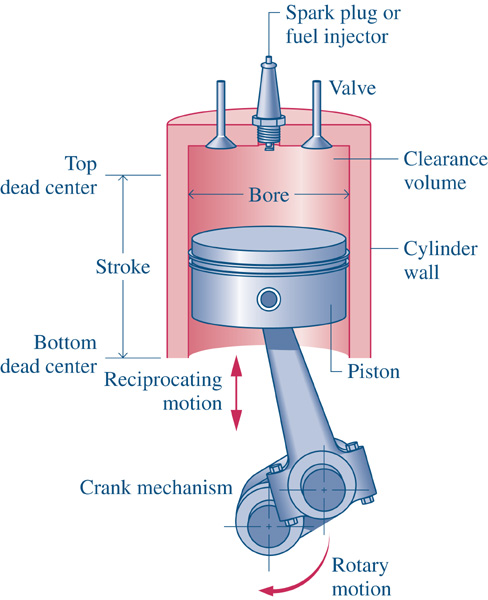 Spark plug or
fuel injector
Valve
Top
dead center
Clearance
volume
Bore
Stroke
Cylinder
wall
Bottom
dead center
Reciprocating
motion
Piston
Crank mechanism
Rotary
motion